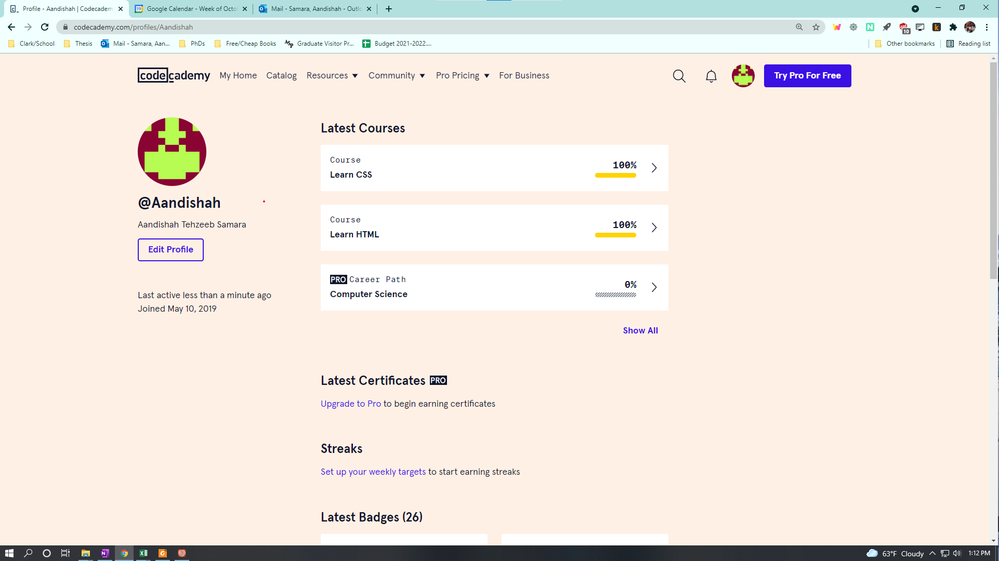 Profile - Aandishah | Codecadem
Google Calendar - Week of Octo
Mail - Samara, Aandishah - Outlo
codecademy.com/profiles/Aandishah
10
Clark/School
Thesis
Mail - Samara, Aan...
PhDs
Free/Cheap Books
Graduate Visitor Pr...
Budget 2021-2022....
Other bookmarks
Reading list
codecademy
My Home
Catalog
Resources
Community
Pro Pricing
For Business
Try Pro For Free
@Aandishah
Aandishah Tehzeeb Samara
Edit Profile
Last active less than a minute ago
Joined May 10, 2019
Latest Courses
Course
Learn CSS
100%
Course
Learn HTML
100%
PRO Career Path
Computer Science
0%
Show All
Latest Certificates PRO
Upgrade to Pro to begin earning certificates
Streaks
Set up your weekly targets to start earning streaks
Latest Badges (26)
63°F Cloudy
1:12 PM